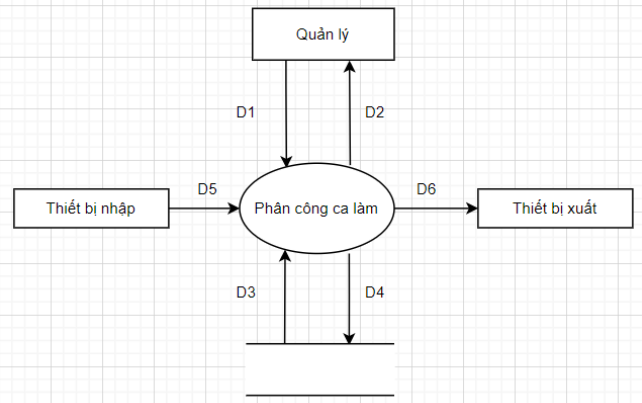 Quản lý
D1
D2
D5
D6
Thiết bị nhập
Phân công ca làm
Thiết bị xuất
D3
D4